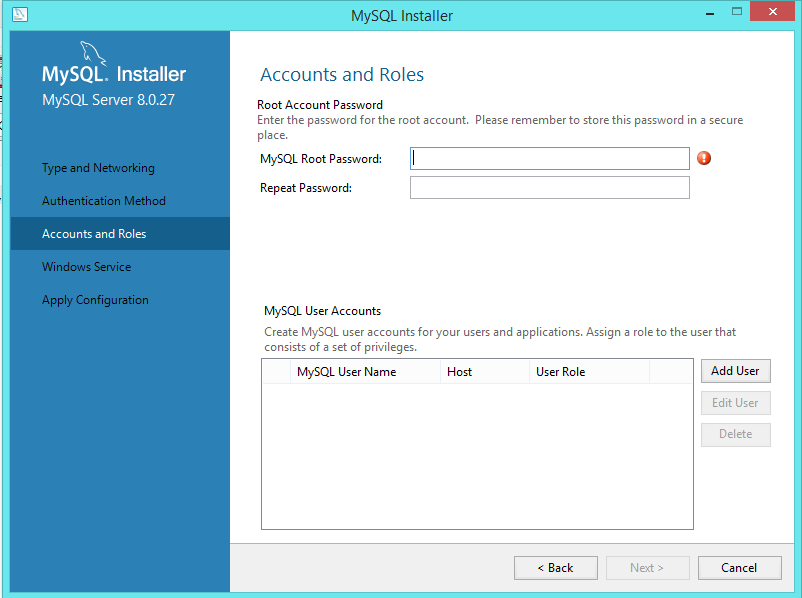 MySQL Installer
MySQL. Installer
MySQL Server 8.0.27
Type and Networking
Authentication Method
Accounts and Roles
Windows Service
Apply Configuration
Accounts and Roles
Root Account Password
Enter the password for the root account.  Please remember to store this password in a secure
place.
MySQL Root Password:
Repeat Password:
MySQL User Accounts
Create MySQL user accounts for your users and applications. Assign a role to the user that
consists of a set of privileges.
MySQL User Name Host User Role
Add User
Edit User
Delete
< Back Next > Cancel